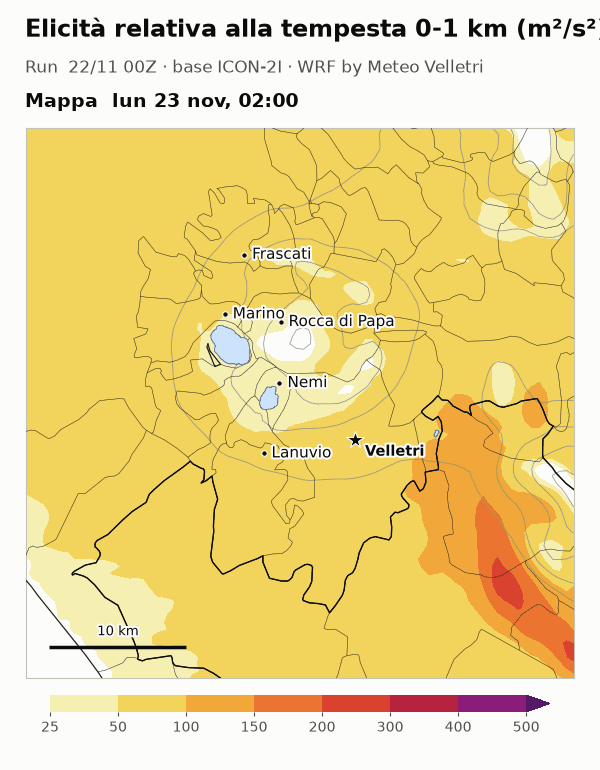 Elicità relativa alla tempesta 0-1 km (m²/s²)
Run 22/11 00Z · base ICON-2I · WRF by Meteo Velletri
Mappa lun 23 nov, 02:00
Frascati
Marino
Rocca di Papa
Nemi
Velletri
Lanuvio
10 km
25 50 100 150 200 300 400 500